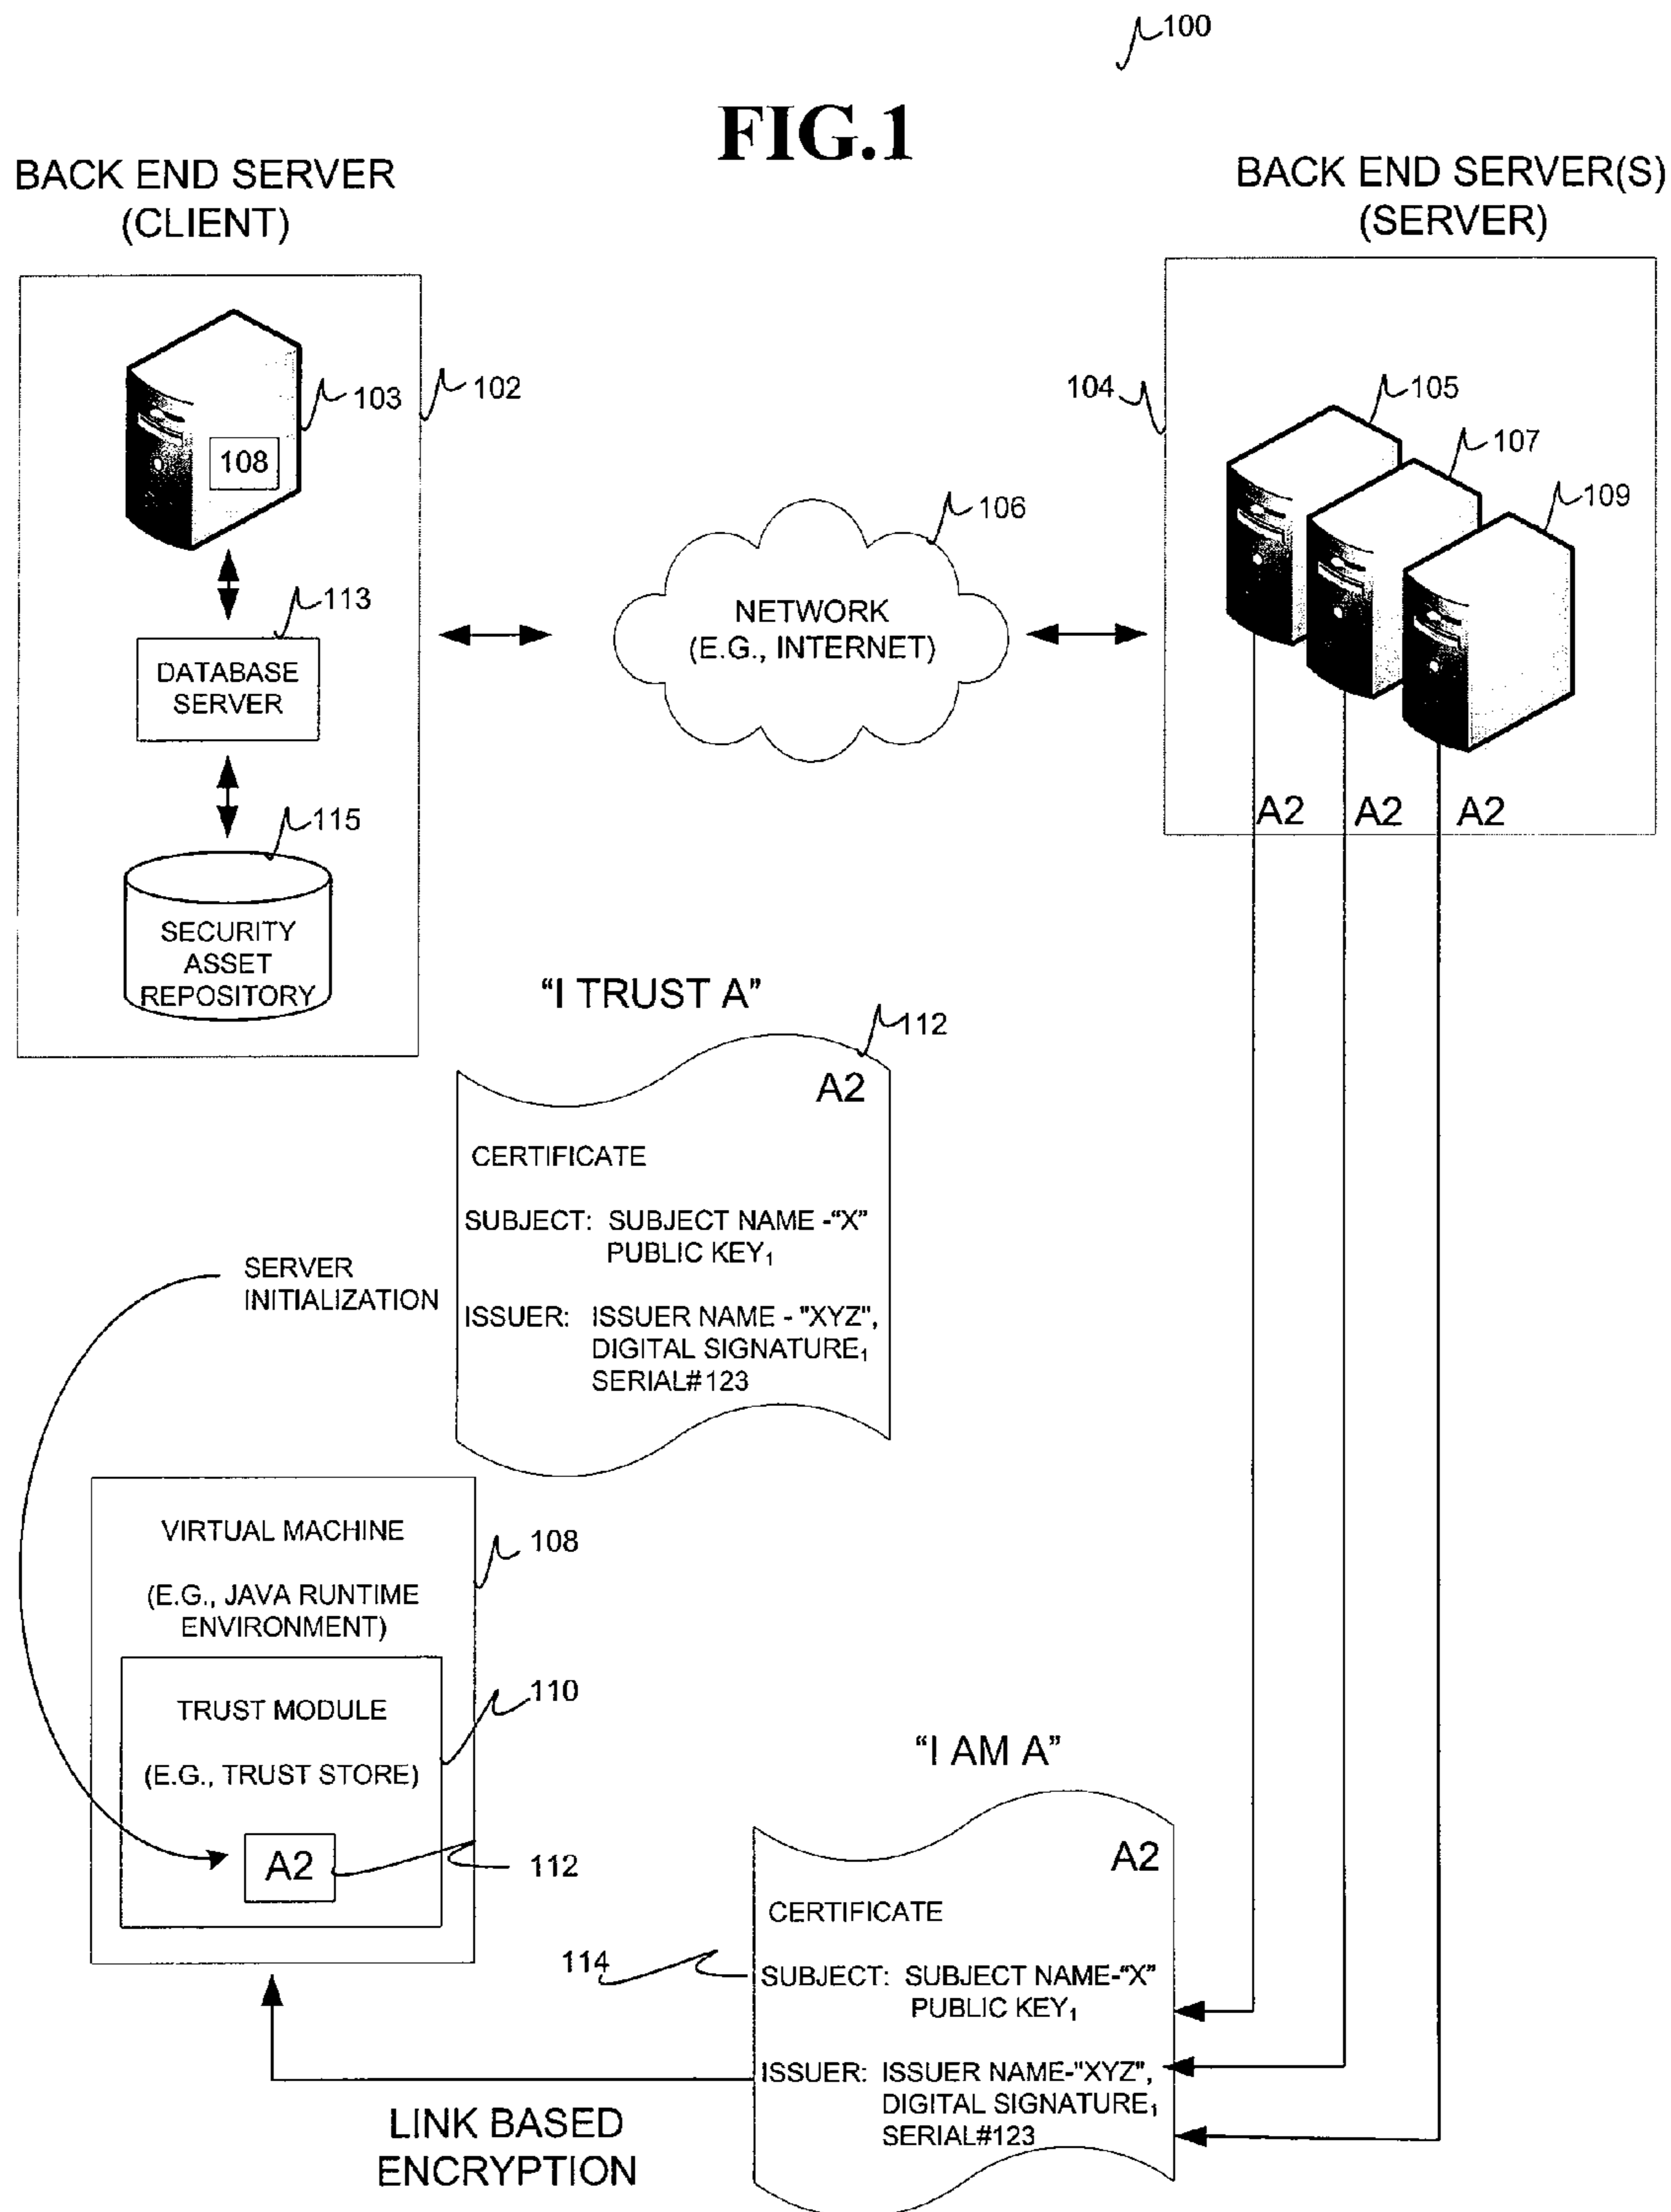 100
FIG.1
BACK END SERVER
(CLIENT)
BACK END SERVER(S)
(SERVER)
103
102
108
113
DATABASE
SERVER
115
SECURITY
ASSET
REPOSITORY
106
NETWORK
(E.G., INTERNET)
104
105
107
109
A2
A2
A2
"I TRUST A"
112
A2
CERTIFICATE
SUBJECT: SUBJECT NAME -"X"
PUBLIC KEY₁
ISSUER: ISSUER NAME - "XYZ",
DIGITAL SIGNATURE₁
SERIAL#123
SERVER
INITIALIZATION
VIRTUAL MACHINE
(E.G., JAVA RUNTIME
ENVIRONMENT)
108
TRUST MODULE
(E.G., TRUST STORE)
110
A2
112
"I AM A"
A2
CERTIFICATE
114
SUBJECT: SUBJECT NAME-"X"
PUBLIC KEY₁
ISSUER: ISSUER NAME-"XYZ",
DIGITAL SIGNATURE₁
SERIAL#123
LINK BASED
ENCRYPTION